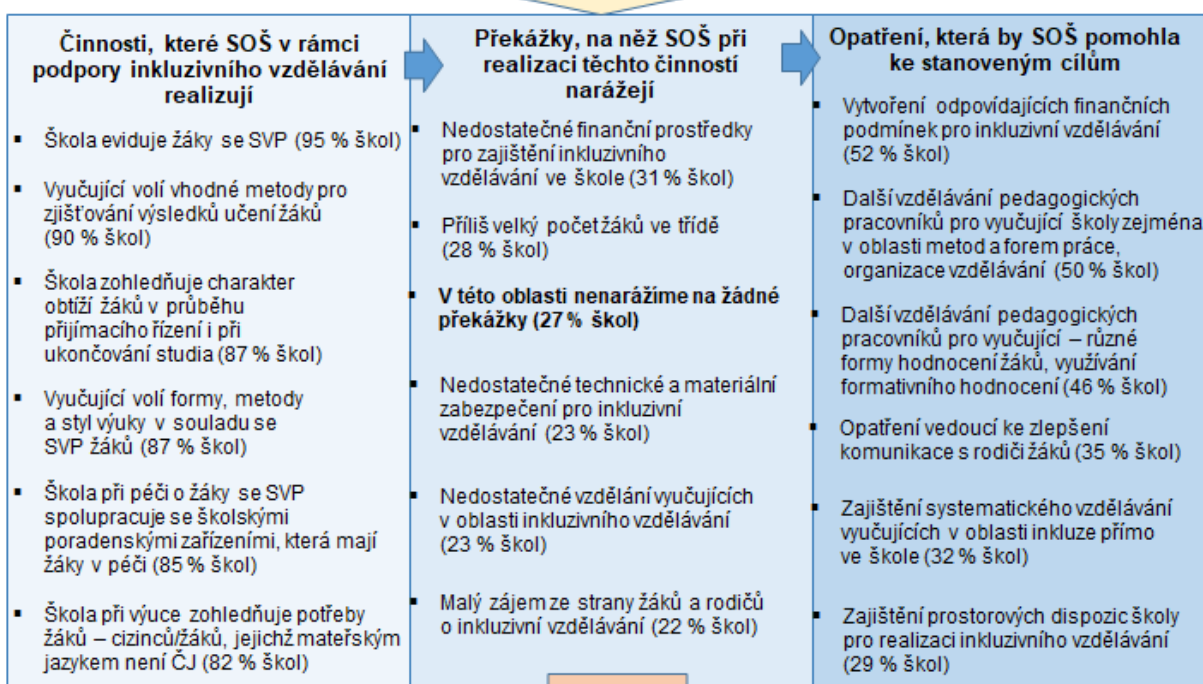 Činnosti, které SOŠ v rámci
podpory inkluzivního vzdělávání
realizují
▪ Škola eviduje žáky se SVP (95 % škol)
▪ Vyučující volí vhodné metody pro
zjišťování výsledků učení žáků
(90 % škol)
▪ Škola zohledňuje charakter
obtíží žáků v průběhu
přijímacího řízení i při
ukončování studia (87 % škol)
▪ Vyučující volí formy, metody
a styl výuky v souladu se
SVP žáků (87 % škol)
▪ Škola při péči o žáky se SVP
spolupracuje se školskými
poradenskými zařízeními, která mají
žáky v péči (85 % škol)
▪ Škola při výuce zohledňuje potřeby
žáků – cizinců/žáků, jejichž mateřským
jazykem není ČJ (82 % škol)
Překážky, na něž SOŠ při
realizaci těchto činností
narážejí
▪ Nedostatečné finanční prostředky
pro zajištění inkluzivního
vzdělávání ve škole (31 % škol)
▪ Příliš velký počet žáků ve třídě
(28 % škol)
▪ V této oblasti nenarážíme na žádné
překážky (27 % škol)
▪ Nedostatečné technické a materiální
zabezpečení pro inkluzivní
vzdělávání (23 % škol)
▪ Nedostatečné vzdělání vyučujících
v oblasti inkluzivního vzdělávání
(23 % škol)
▪ Malý zájem ze strany žáků a rodičů
o inkluzivní vzdělávání (22 % škol)
Opatření, která by SOŠ pomohla
ke stanoveným cílům
▪ Vytvoření odpovídajících finančních
podmínek pro inkluzivní vzdělávání
(52 % škol)
▪ Další vzdělávání pedagogických
pracovníků pro vyučující školy zejména
v oblasti metod a forem práce,
organizace vzdělávání (50 % škol)
▪ Další vzdělávání pedagogických
pracovníků pro vyučující – různé
formy hodnocení žáků, využívání
formativního hodnocení (46 % škol)
▪ Opatření vedoucí ke zlepšení
komunikace s rodiči žáků (35 % škol)
▪ Zajištění systematického vzdělávání
vyučujících v oblasti inkluze přímo
ve škole (32 % škol)
▪ Zajištění prostorových dispozic školy
pro realizaci inkluzivního vzdělávání
(29 % škol)